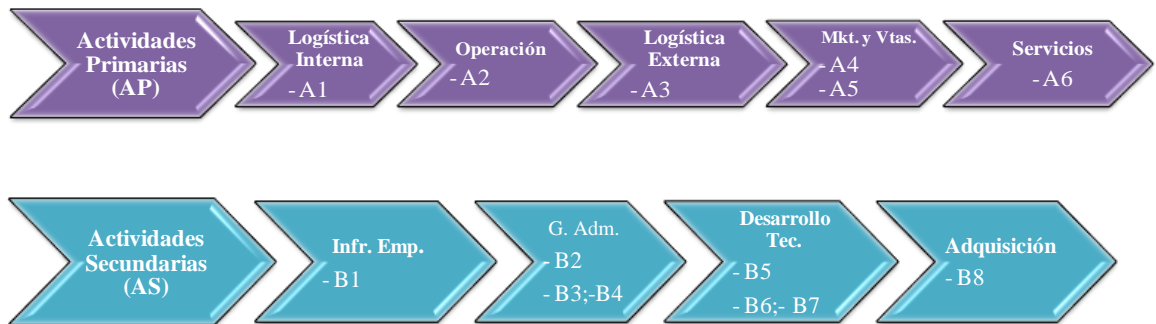 Actividades
Primarias
(AP)
Logística
Interna
- A1
Operación
- A2
Logística
Externa
- A3
Mkt. y Vtas.
- A4
- A5
Servicios
- A6
Actividades
Secundarias
(AS)
Infr. Emp.
- B1
G. Adm.
- B2
- B3;-B4
Desarrollo
Tec.
- B5
- B6;- B7
Adquisición
- B8